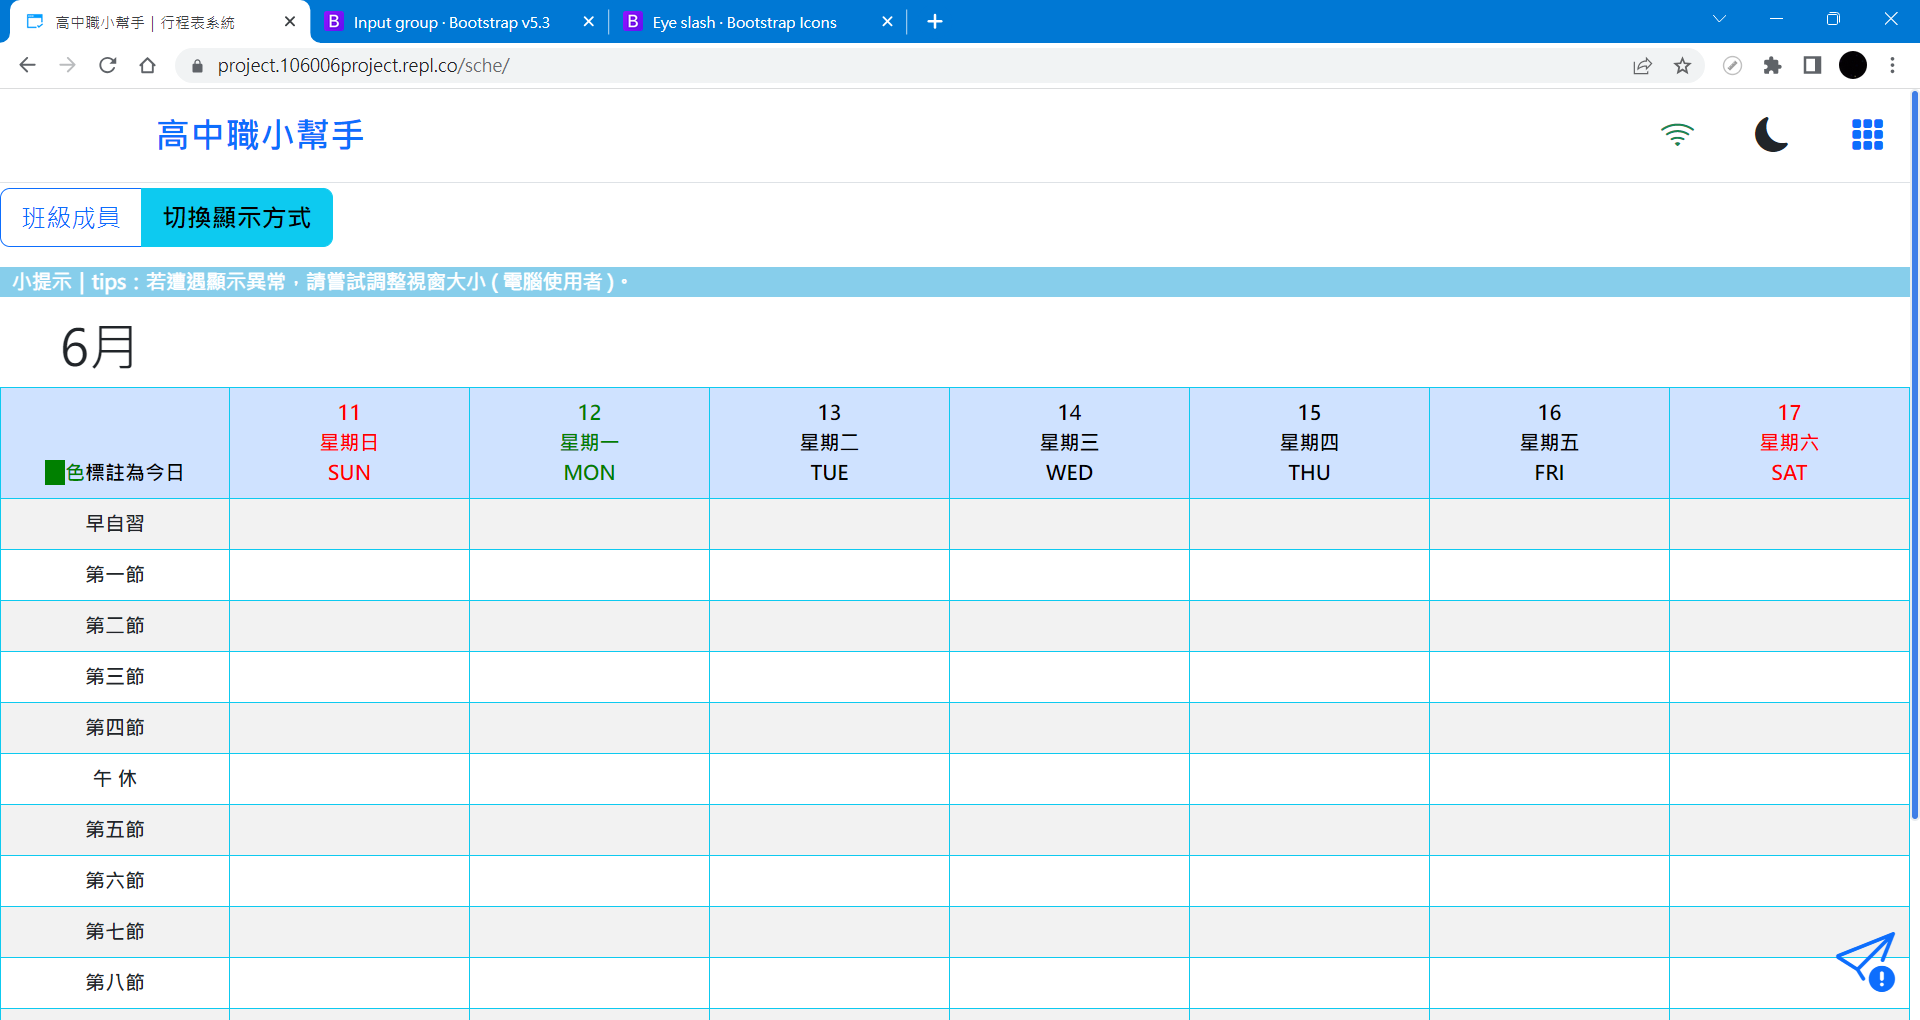 高中職小幫手 | 行程表系統
Input group · Bootstrap v5.3
Eye slash · Bootstrap Icons
project.106006project.repl.co/sche/
高中職小幫手
班級成員
切換顯示方式
小提示 | tips : 若遭遇顯示異常，請嘗試調整視窗大小 ( 電腦使用者 ) 。
6月
色標註為今日
11
星期日
SUN
12
星期一
MON
13
星期二
TUE
14
星期三
WED
15
星期四
THU
16
星期五
FRI
17
星期六
SAT
早自習
第一節
第二節
第三節
第四節
午 休
第五節
第六節
第七節
第八節